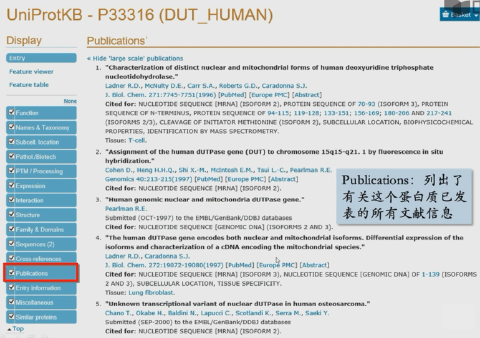 UniProtKB - P33316 (DUT_HUMAN)
Basket
Display
Entry
Feature viewer
Feature table
None
Function
Names & Taxonomy
Subcell. location
Pathol./Biotech
PTM / Processing
Expression
Interaction
Structure
Family & Domains
Sequences (2)
Cross-references
Publications
Entry information
Miscellaneous
Similar proteins
Top
Publications
« Hide 'large scale' publications
1. "Characterization of distinct nuclear and mitochondrial forms of human deoxyuridine triphosphate
nucleotidohydrolase."
Ladner R.D., McNulty D.E., Carr S.A., Roberts G.D., Caradonna S.J.
J. Biol. Chem. 271:7745-7751(1996) [PubMed] [Europe PMC] [Abstract]
Cited for: NUCLEOTIDE SEQUENCE [MRNA] (ISOFORM 2), PROTEIN SEQUENCE OF 70-93 (ISOFORM 3), PROTEIN
SEQUENCE OF N-TERMINUS, PROTEIN SEQUENCE OF 94-115; 119-128; 133-151; 156-169; 180-206 AND 217-241
(ISOFORMS 2/3), CLEAVAGE OF INITIATOR METHIONINE (ISOFORM 2), SUBCELLULAR LOCATION, BIOPHYSICOCHEMICAL
PROPERTIES, IDENTIFICATION BY MASS SPECTROMETRY.
Tissue: T-cell.
2. "Assignment of the human dUTPase gene (DUT) to chromosome 15q15-q21. 1 by fluorescence in situ
hybridization."
Cohen D., Heng H.H.Q., Shi X.-M., McIntosh E.M., Tsui L.-C., Pearlman R.E.
Genomics 40:213-215(1997) [PubMed] [Europe PMC] [Abstract]
Cited for: NUCLEOTIDE SEQUENCE [MRNA] (ISOFORM 2).
3. "Human genomic nuclear and mitochondria dUTPase gene."
Pearlman R.E.
Submitted (OCT-1997) to the EMBL/GenBank/DDBJ databases
Cited for: NUCLEOTIDE SEQUENCE [GENOMIC DNA] (ISOFORMS 2 AND 3).
4. "The human dUTPase gene encodes both nuclear and mitochondrial isoforms. Differential expression of the
isoforms and characterization of a cDNA encoding the mitochondrial species."
Ladner R.D., Caradonna S.J.
J. Biol. Chem. 272:19072-19080(1997) [PubMed] [Europe PMC] [Abstract]
Cited for: NUCLEOTIDE SEQUENCE [MRNA] (ISOFORM 3), NUCLEOTIDE SEQUENCE [GENOMIC DNA] OF 1-139 (ISOFORMS
2 AND 3), SUBCELLULAR LOCATION, TISSUE SPECIFICITY.
Tissue: Lung fibroblast.
5. "Unknown transcriptional variant of nuclear dUTPase in human osteosarcoma."
Chano T., Okabe H., Baldini N., Lapucci C., Scotlandi K., Serra M., Saeki Y.
Submitted (SEP-2000) to the EMBL/GenBank/DDBJ databases
Cited for: NUCLEOTIDE SEQUENCE [MRNA] (ISOFORM 2).
Publications: 列出了
有关这个蛋白质已发
表的所有文献信息